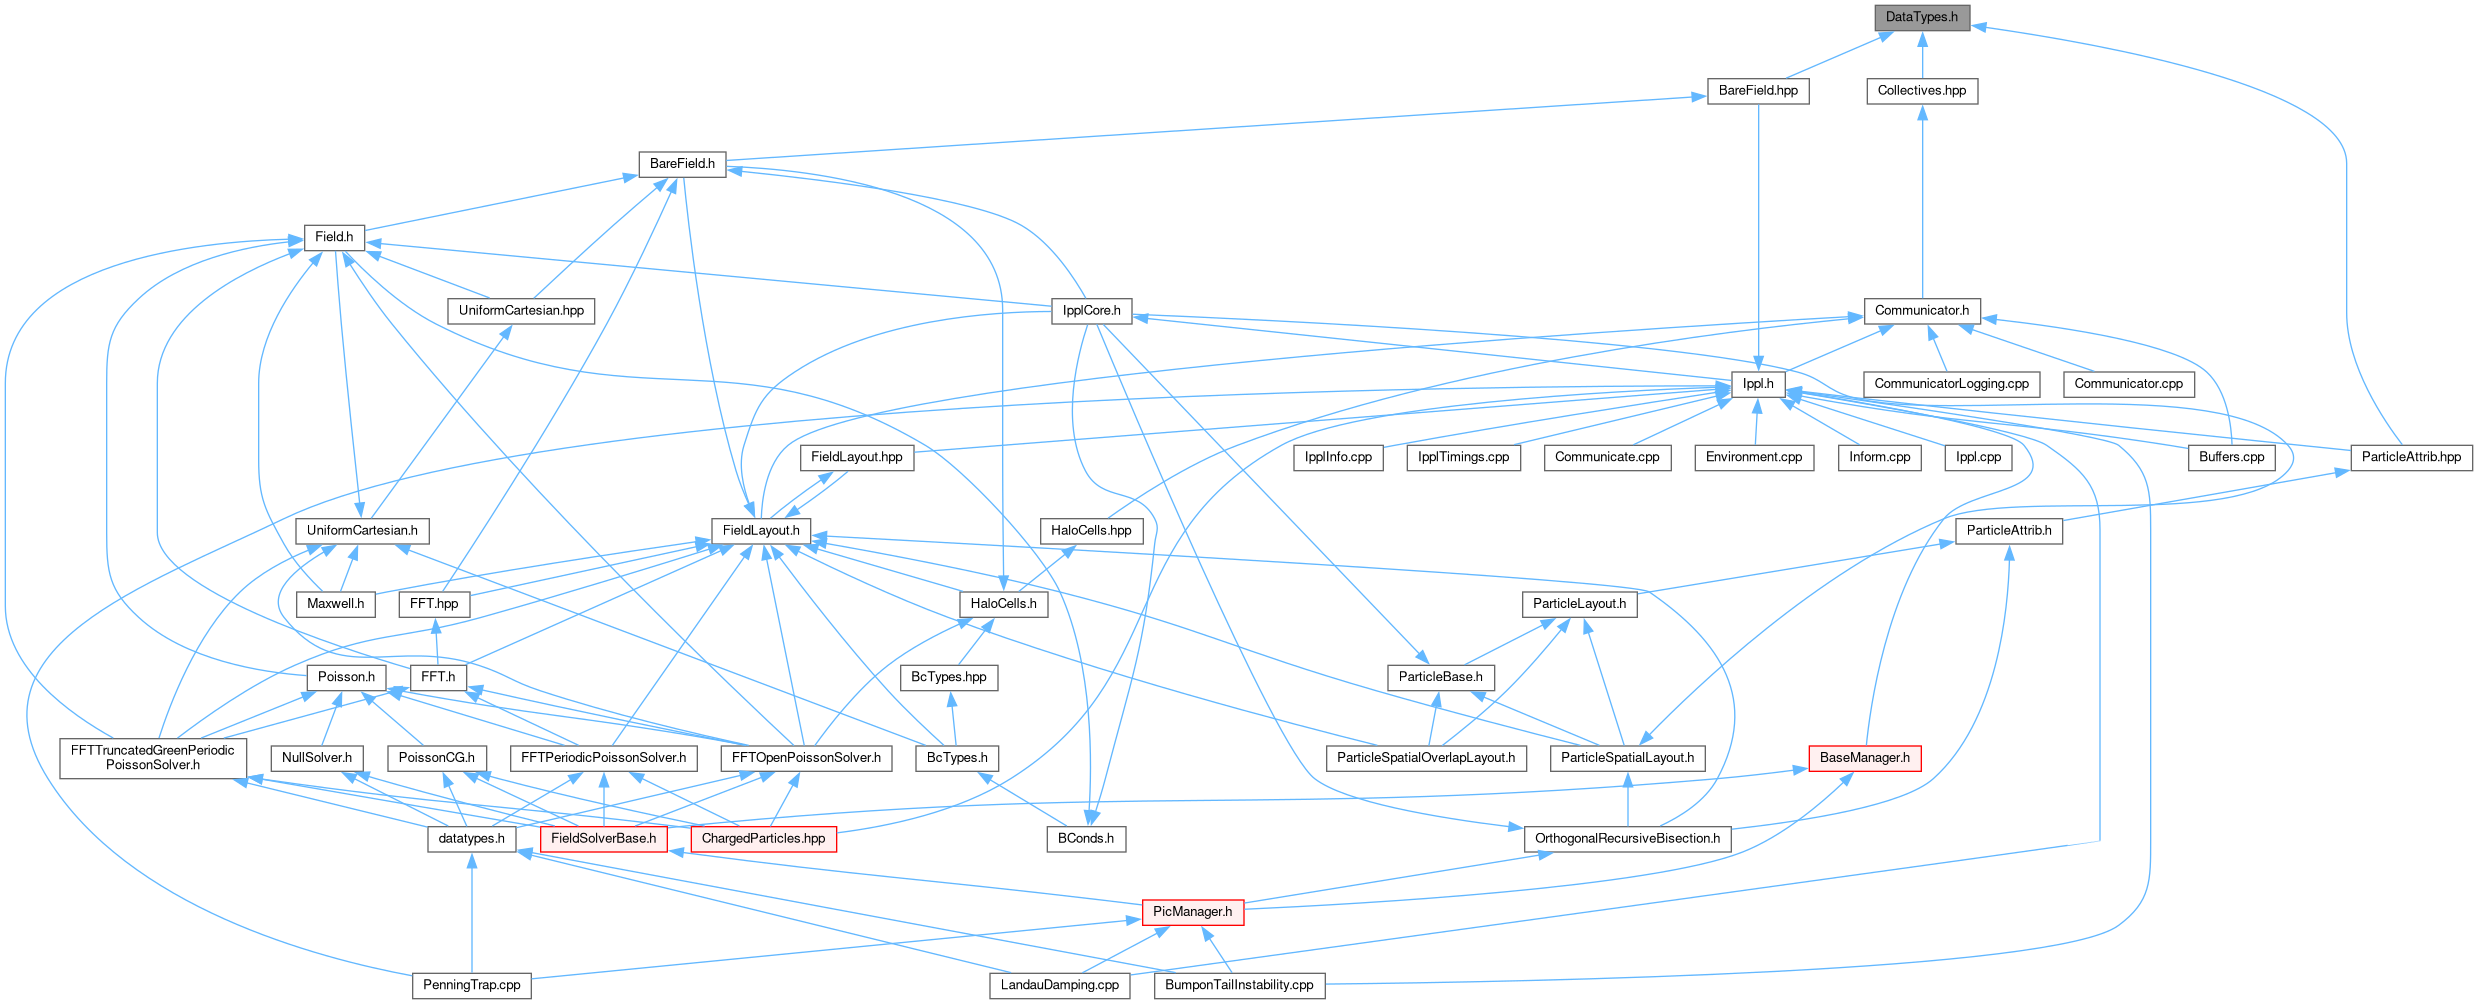 DataTypes.h
BareField.hpp
Collectives.hpp
BareField.h
Field.h
UniformCartesian.hpp
IpplCore.h
Communicator.h
Ippl.h
CommunicatorLogging.cpp
Communicator.cpp
FieldLayout.hpp
IpplInfo.cpp
IpplTimings.cpp
Communicate.cpp
Environment.cpp
Inform.cpp
Ippl.cpp
Buffers.cpp
ParticleAttrib.hpp
UniformCartesian.h
FieldLayout.h
HaloCells.hpp
ParticleAttrib.h
Maxwell.h
FFT.hpp
HaloCells.h
ParticleLayout.h
Poisson.h
FFT.h
BcTypes.hpp
ParticleBase.h
FFTTruncatedGreenPeriodic
PoissonSolver.h
NullSolver.h
PoissonCG.h
FFTPeriodicPoissonSolver.h
FFTOpenPoissonSolver.h
BcTypes.h
ParticleSpatialOverlapLayout.h
ParticleSpatialLayout.h
BaseManager.h
datatypes.h
FieldSolverBase.h
ChargedParticles.hpp
BConds.h
OrthogonalRecursiveBisection.h
PicManager.h
PenningTrap.cpp
LandauDamping.cpp
BumponTailInstability.cpp